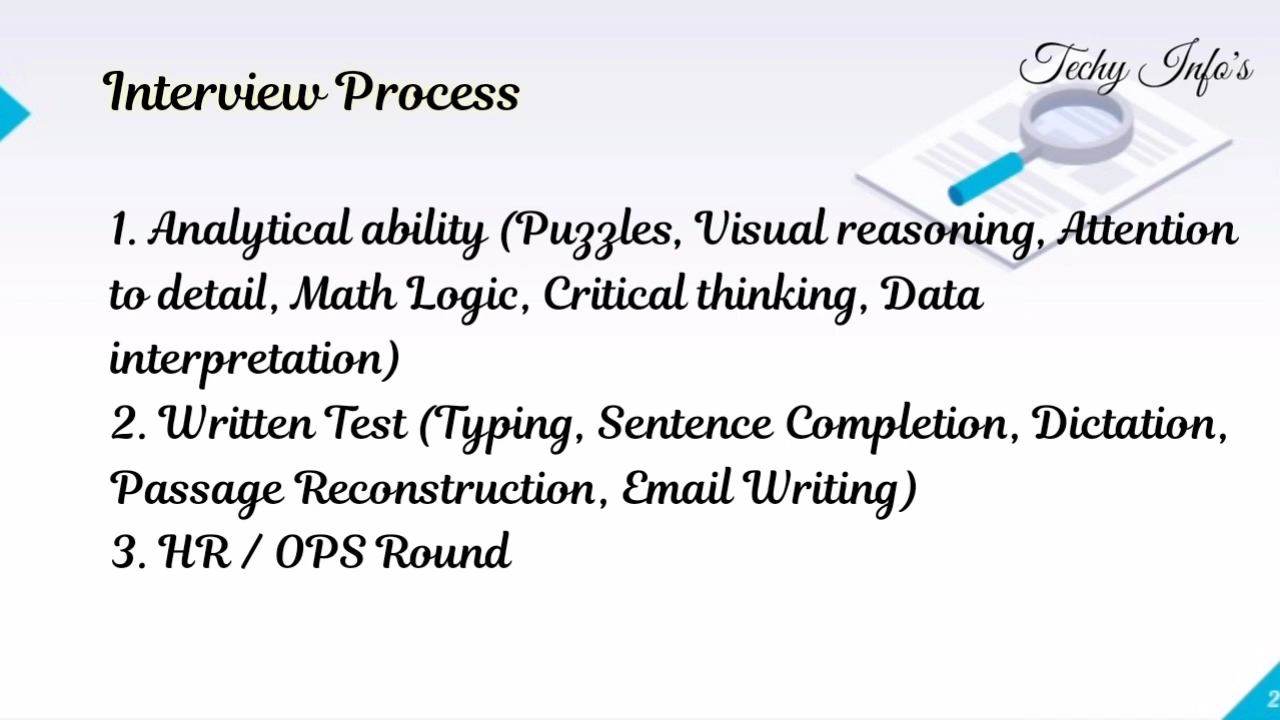 Techy Info's
Interview Process
1. Analytical ability (Puzzles, Visual reasoning, Attention
to detail, Math Logic, Critical thinking, Data
interpretation)
2. Written Test (Typing, Sentence Completion, Dictation,
Passage Reconstruction, Email Writing)
3. HR / OPS Round
2